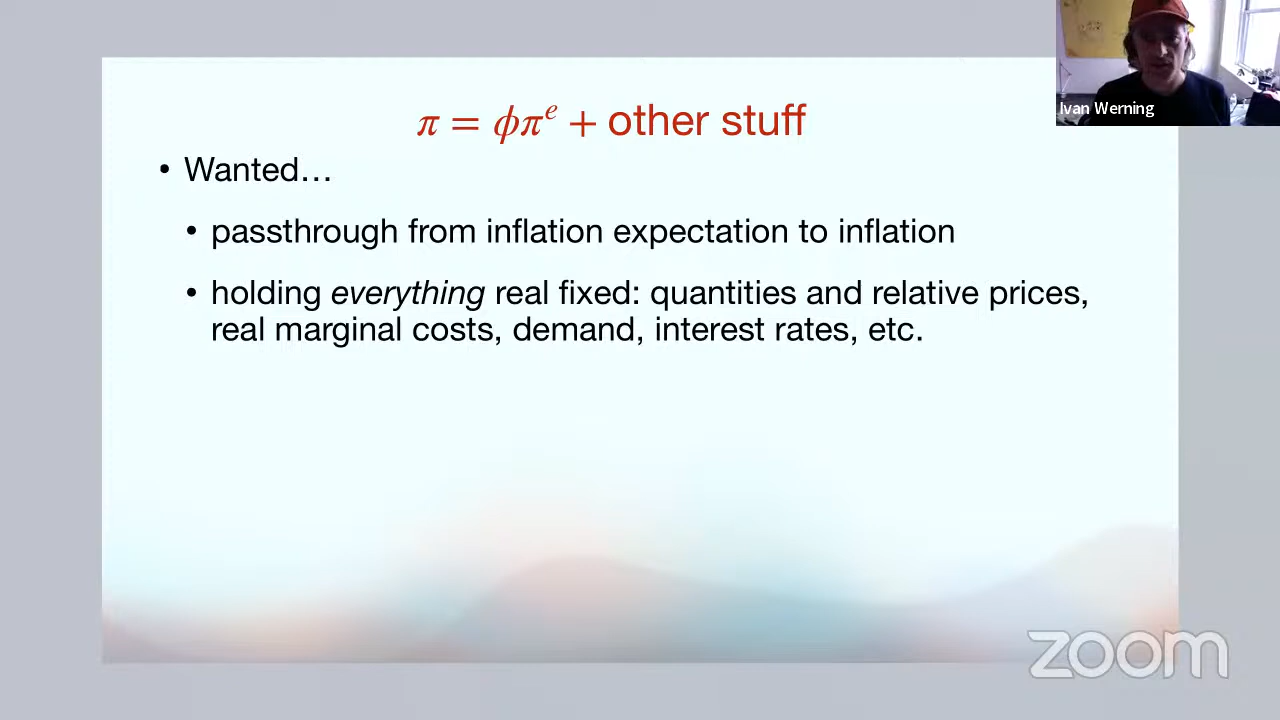 π = ϕπᵉ + other stuff
• Wanted…
• passthrough from inflation expectation to inflation
• holding everything real fixed: quantities and relative prices,
real marginal costs, demand, interest rates, etc.
Ivan Werning
zoom